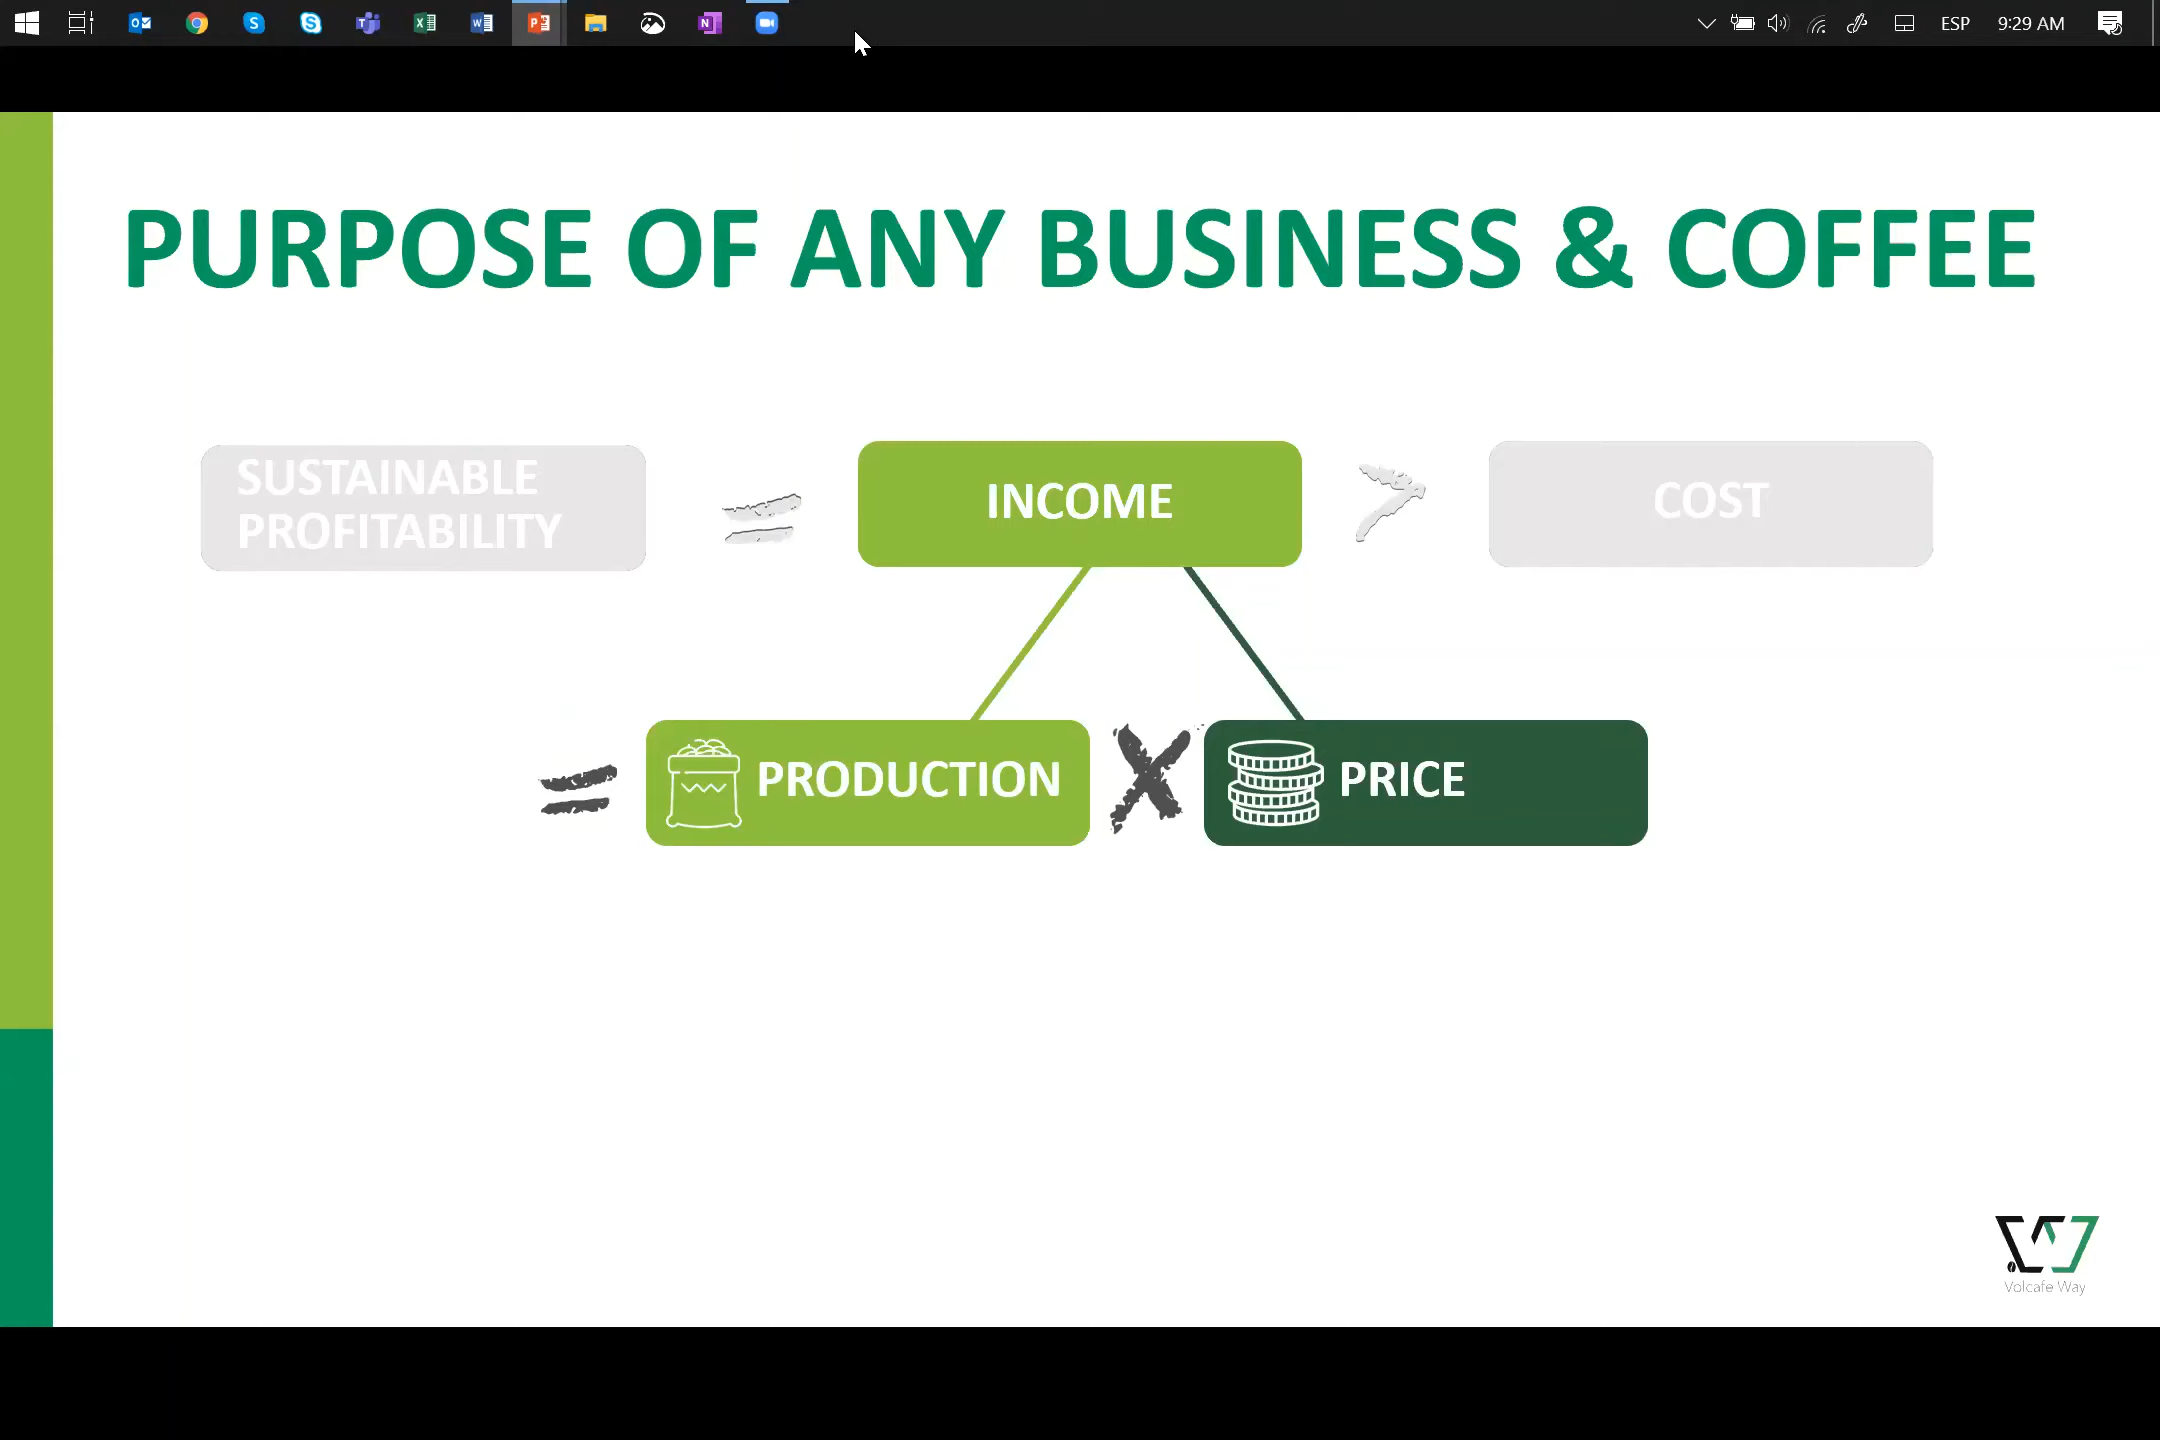 ESP
9:29 AM
PURPOSE OF ANY BUSINESS & COFFEE
SUSTAINABLE
PROFITABILITY
=
INCOME
>
COST
=
PRODUCTION
X
PRICE
Volcafe Way